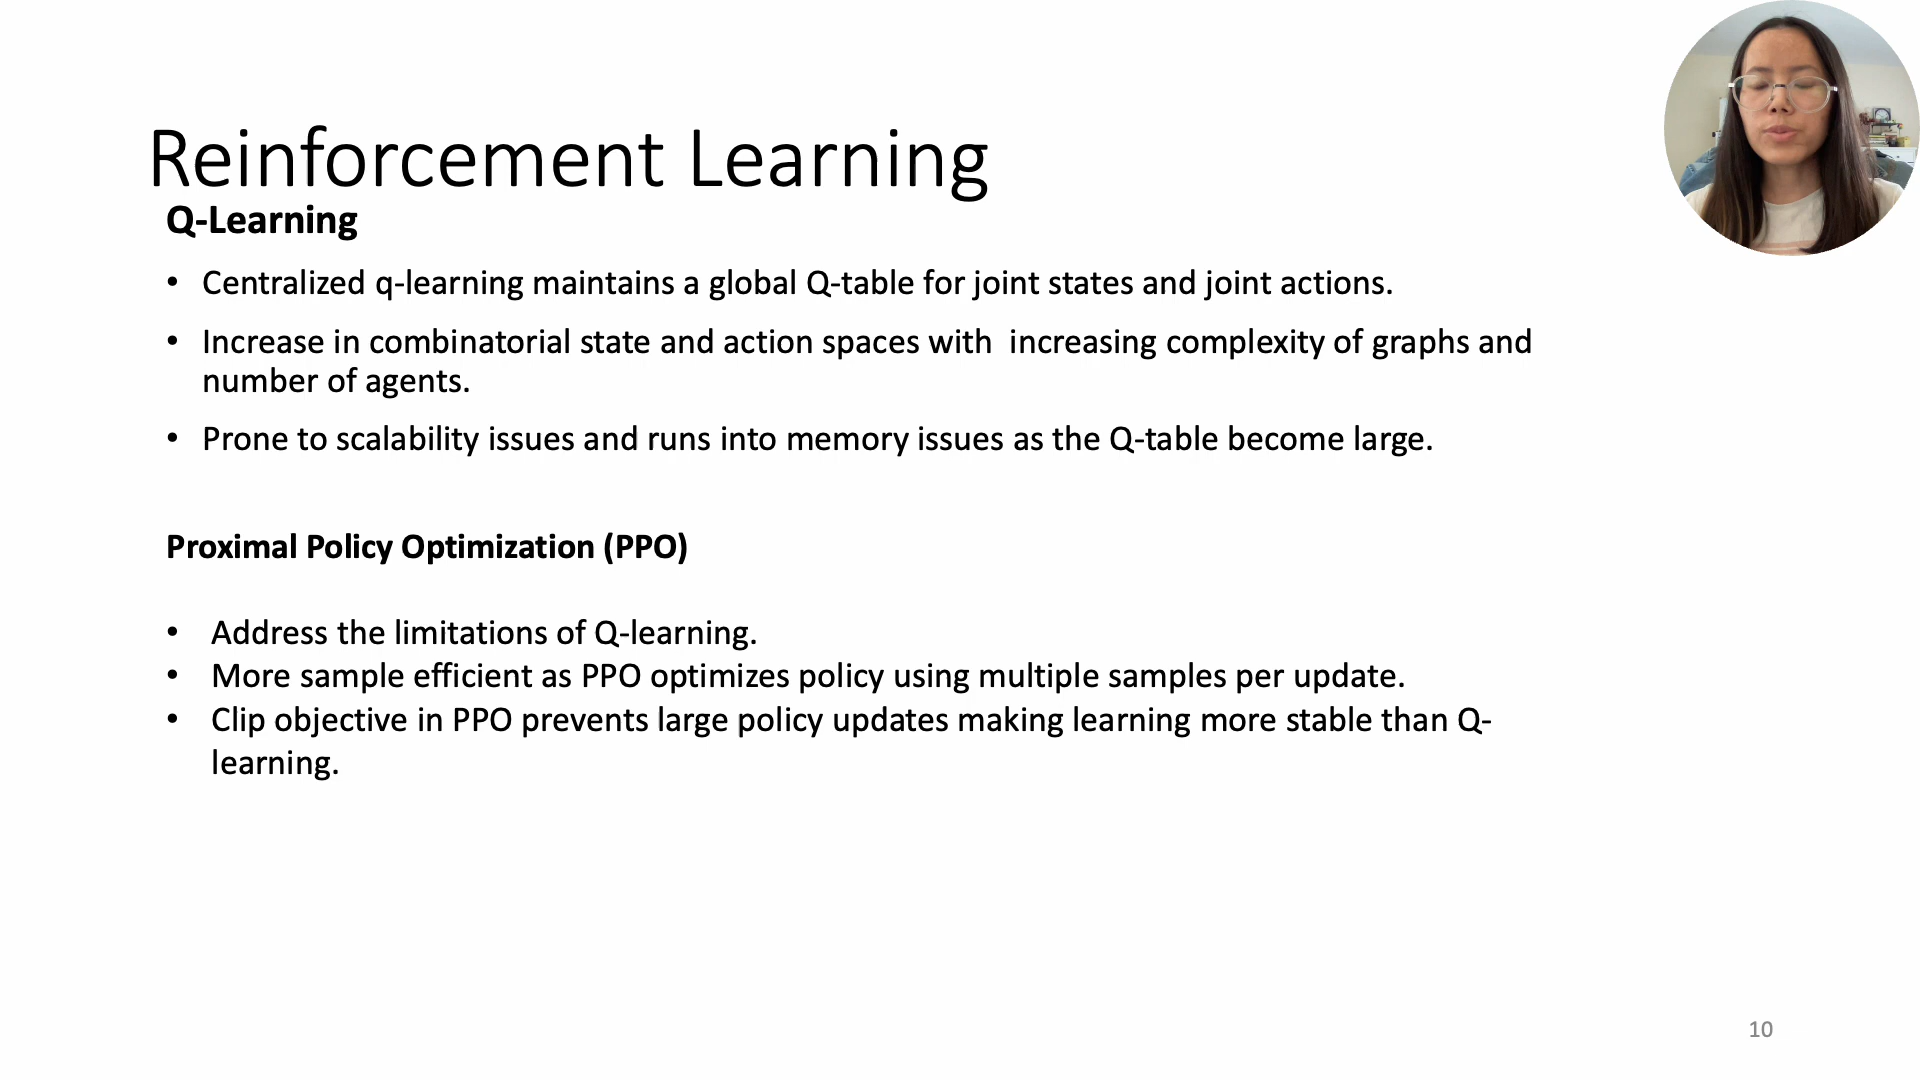 Reinforcement Learning
Q-Learning
• Centralized q-learning maintains a global Q-table for joint states and joint actions.
• Increase in combinatorial state and action spaces with  increasing complexity of graphs and
number of agents.
• Prone to scalability issues and runs into memory issues as the Q-table become large.
Proximal Policy Optimization (PPO)
• Address the limitations of Q-learning.
• More sample efficient as PPO optimizes policy using multiple samples per update.
• Clip objective in PPO prevents large policy updates making learning more stable than Q-
learning.
10